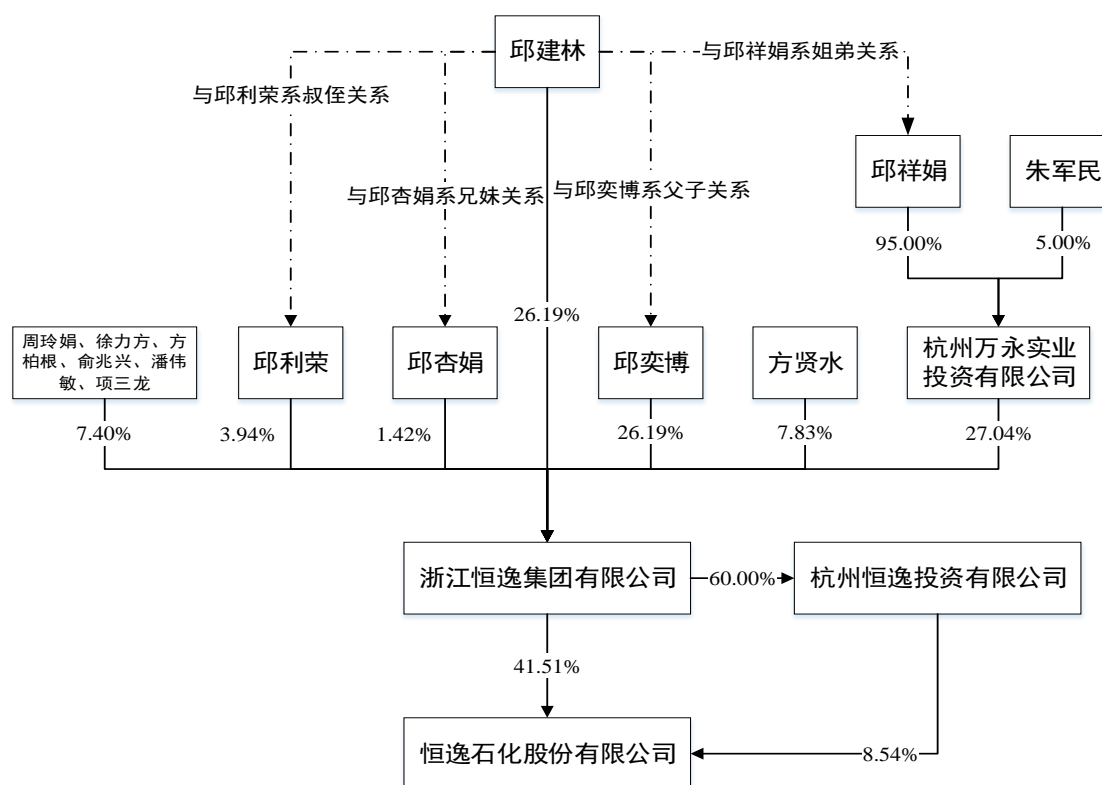 邱建林
与邱祥娟系姐弟关系
与邱利荣系叔侄关系
邱祥娟
朱军民
与邱杏娟系兄妹关系
与邱奕博系父子关系
95.00%
5.00%
26.19%
周玲娟、徐力方、方
柏根、俞兆兴、潘伟
敏、项三龙
邱利荣
邱杏娟
邱奕博
方贤水
杭州万永实业
投资有限公司
7.40%
3.94%
1.42%
26.19%
7.83%
27.04%
浙江恒逸集团有限公司
60.00%
杭州恒逸投资有限公司
41.51%
恒逸石化股份有限公司
8.54%